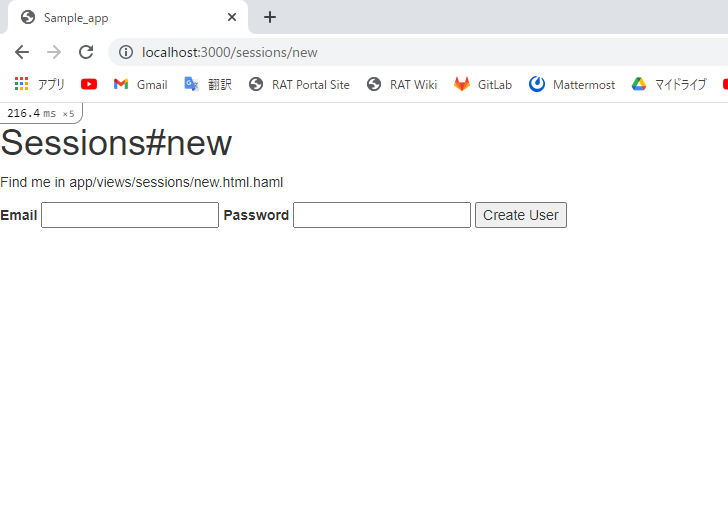 Sample_app
localhost:3000/sessions/new
アプリ Gmail 翻訳 RAT Portal Site RAT Wiki GitLab Mattermost マイドライブ
216.4 ms ×5
Sessions#new
Find me in app/views/sessions/new.html.haml
Email Password Create User